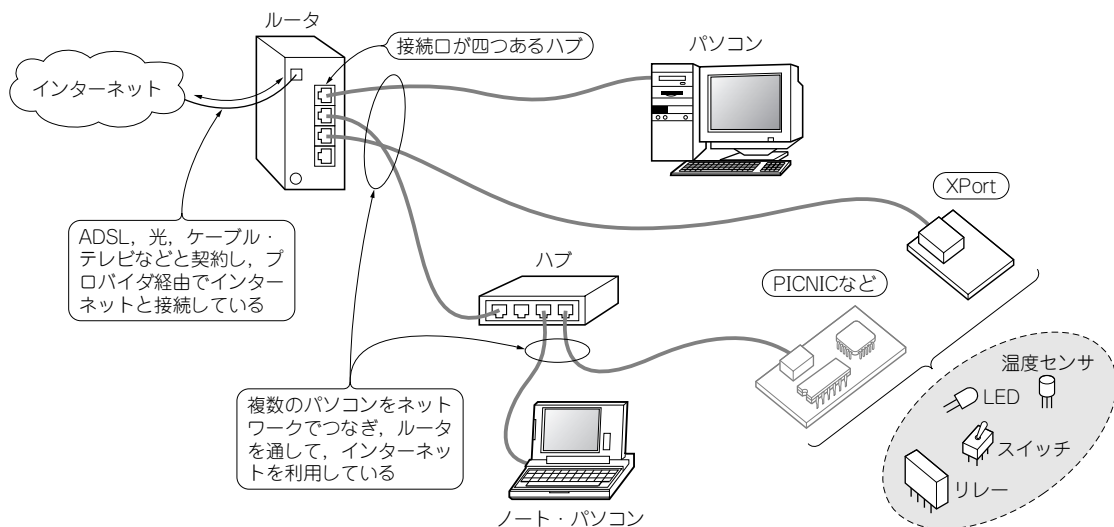 ルータ
接続口が四つあるハブ
パソコン
インターネット
XPort
ADSL，光，ケーブル・
テレビなどと契約し，プ
ロバイダ経由でインター
ネットと接続している
ハブ
PICNICなど
温度センサ
LED
スイッチ
リレー
複数のパソコンをネット
ワークでつなぎ，ルータ
を通して，インターネッ
トを利用している
ノート・パソコン